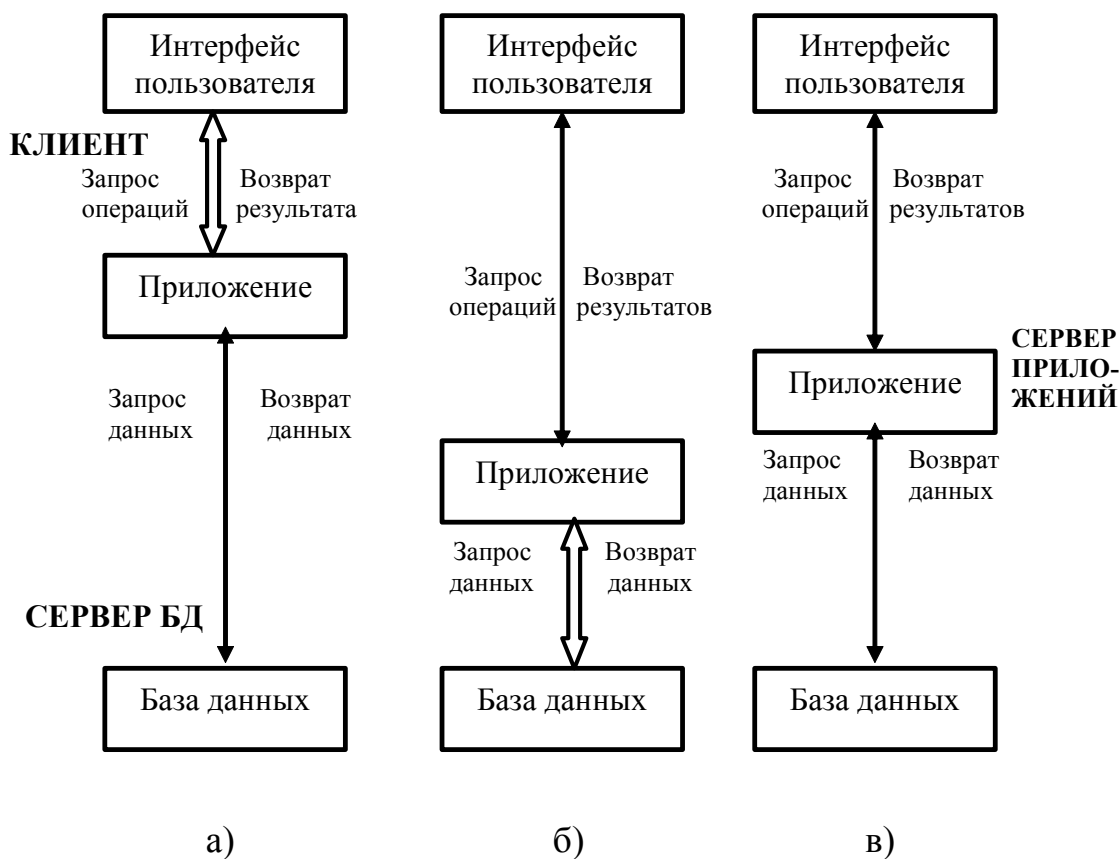 Интерфейс
пользователя
КЛИЕНТ
Запрос
операций
Возврат
результата
Приложение
Запрос
данных
Возврат
данных
СЕРВЕР БД
База данных
а)
Интерфейс
пользователя
Запрос
операций
Возврат
результатов
Приложение
Запрос
данных
Возврат
данных
База данных
б)
Интерфейс
пользователя
Запрос
операций
Возврат
результатов
СЕРВЕР
ПРИЛО-
ЖЕНИЙ
Приложение
Запрос
данных
Возврат
данных
База данных
в)